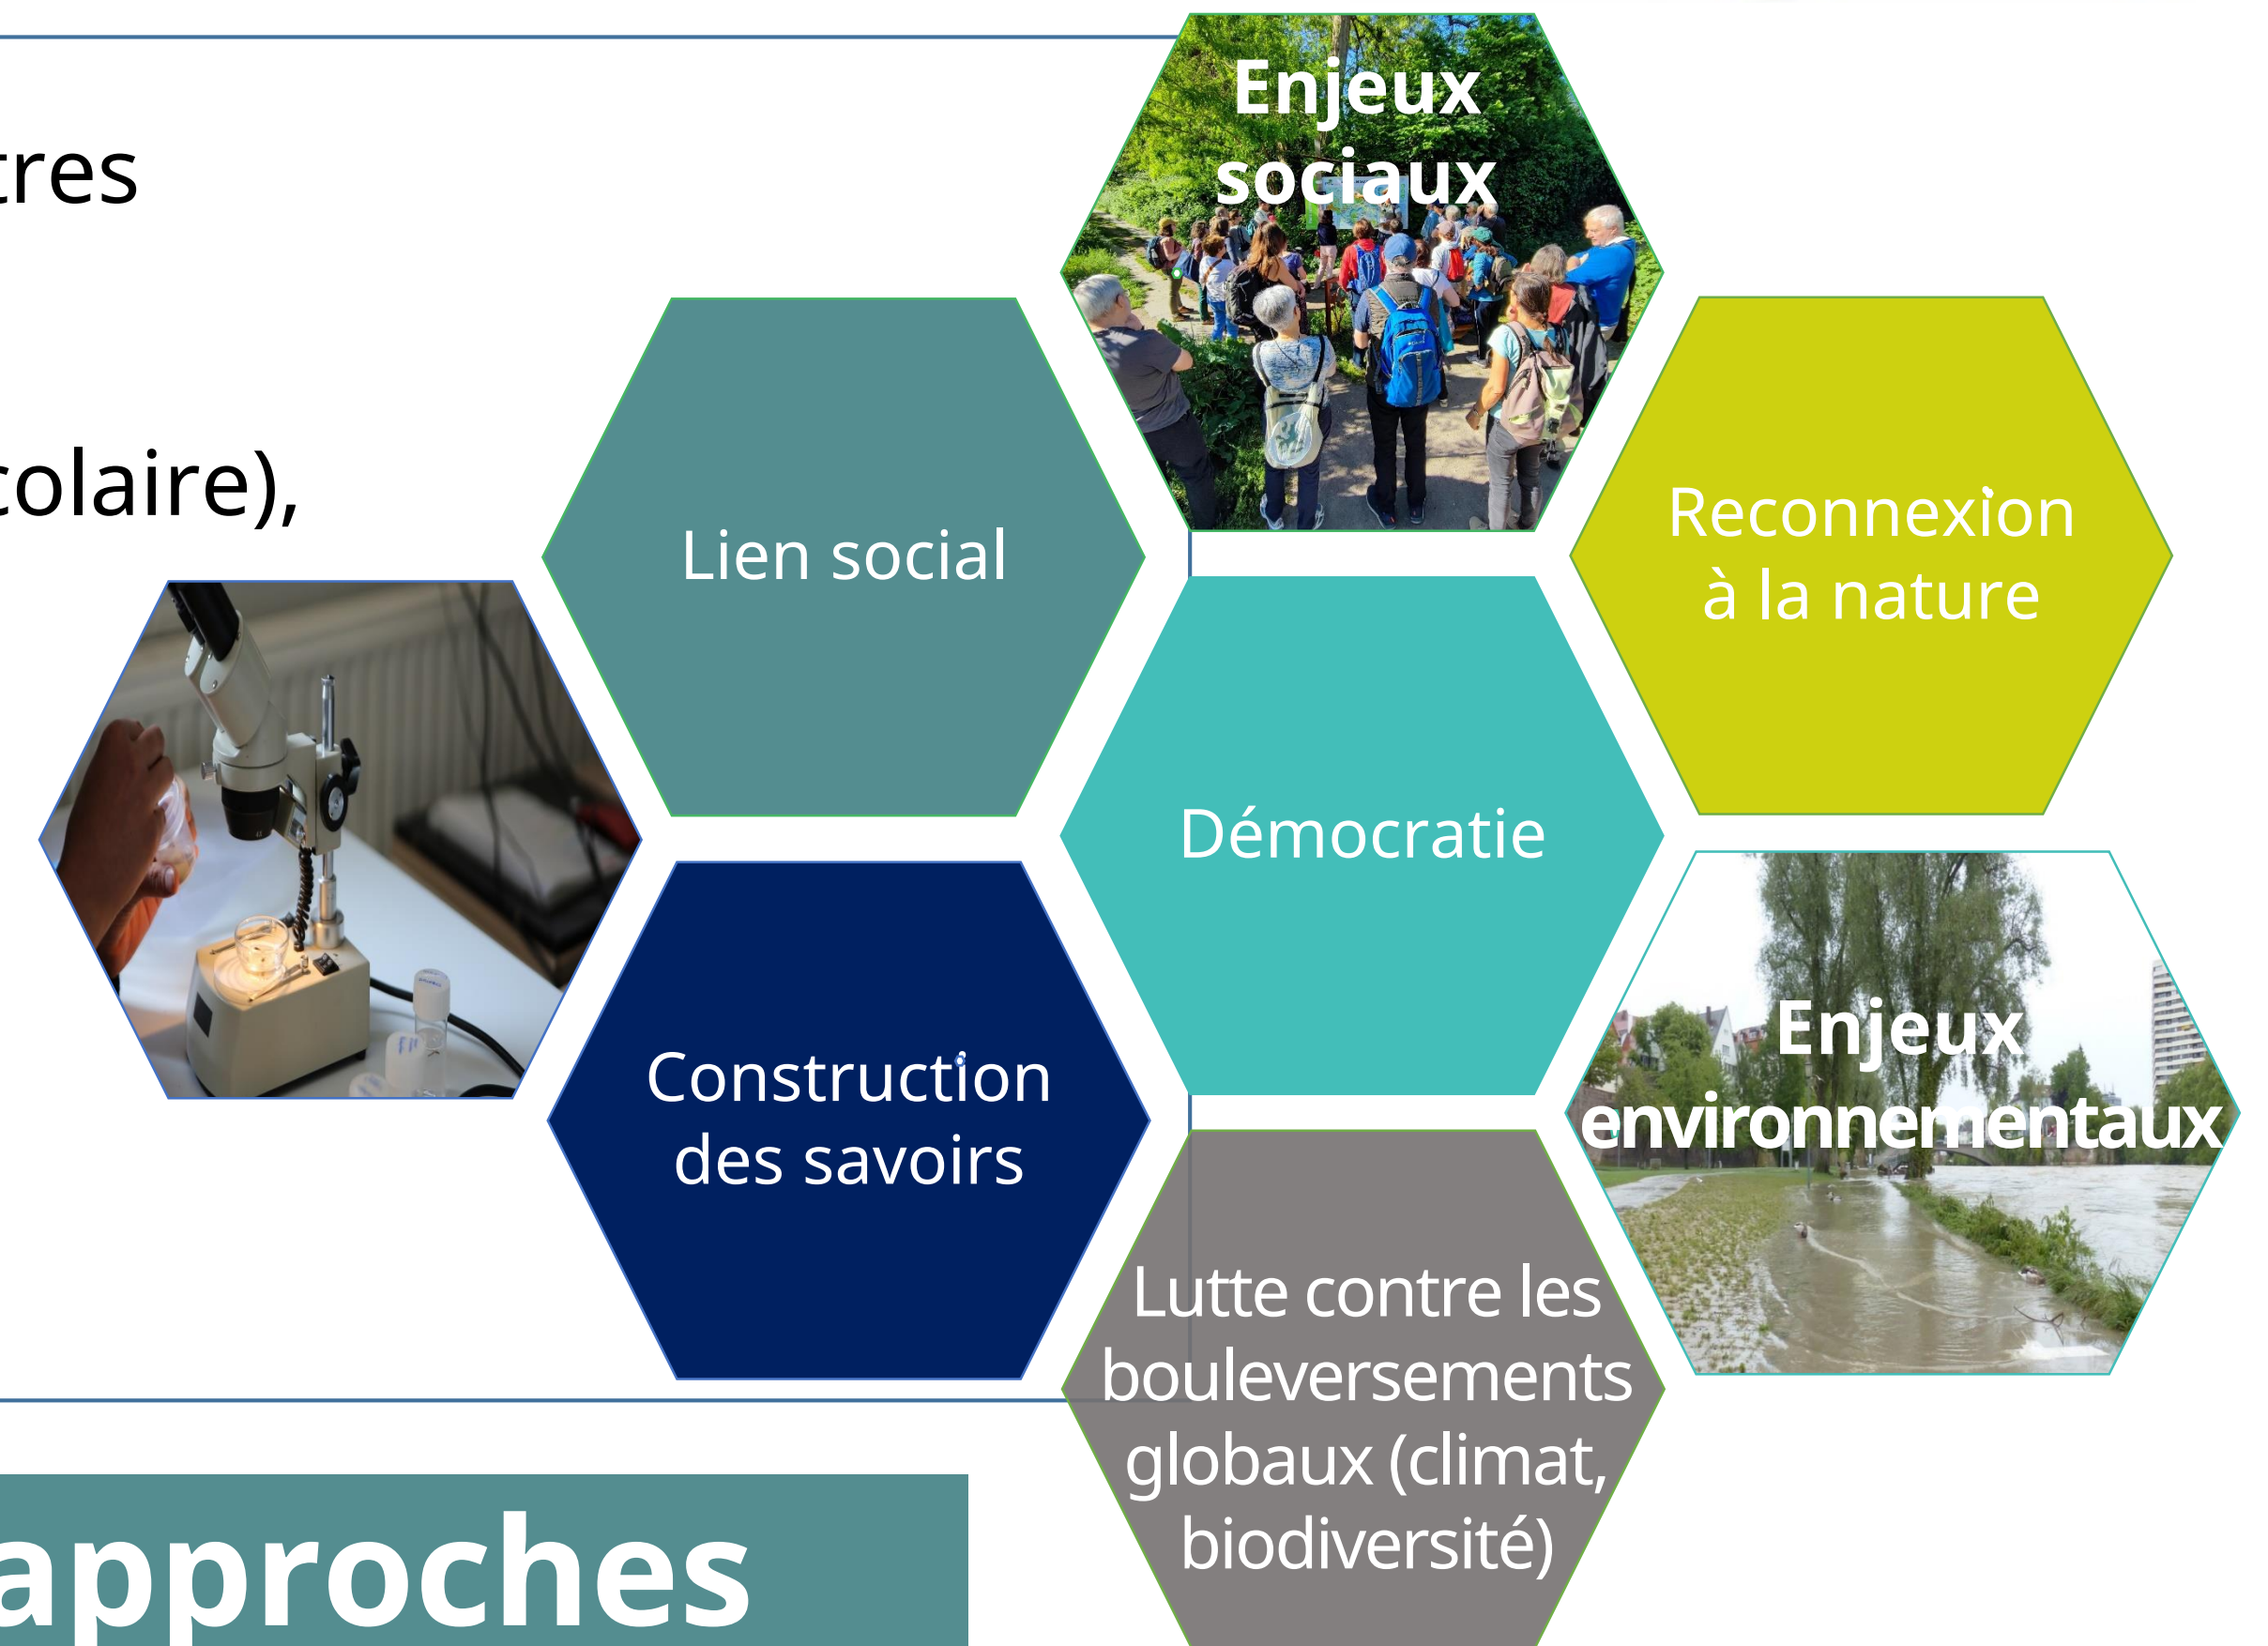 tres
colaire),
Enjeux
sociaux
Lien social
Reconnexion
à la nature
Démocratie
Construction
des savoirs
Enjeux
environnementaux
Lutte contre les
bouleversements
globaux (climat,
biodiversité)
approches